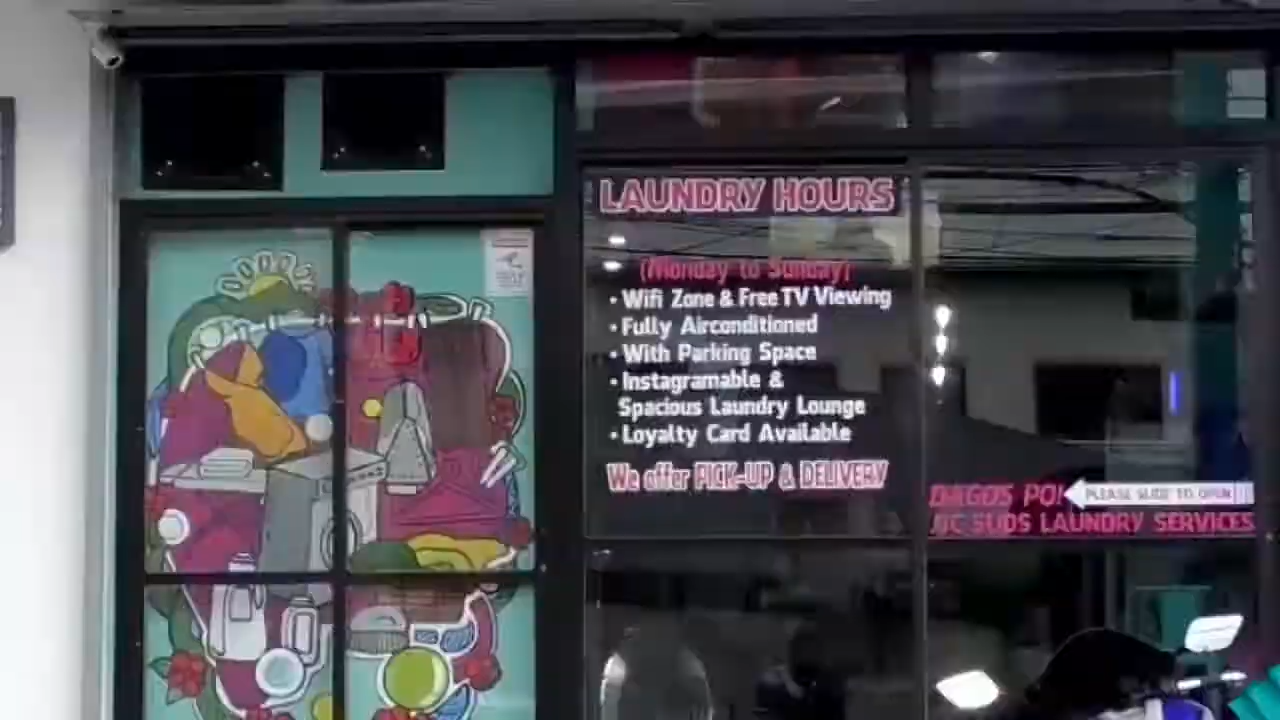 LAUNDRY HOURS
(Monday to Sunday)
• Wifi Zone & Free TV Viewing
• Fully Airconditioned
• With Parking Space
• Instagramable &
Spacious Laundry Lounge
• Loyalty Card Available
We offer PICK-UP & DELIVERY
DAGOS PO!
PLEASE SLIDE TO OPEN
SUDS LAUNDRY SERVICES